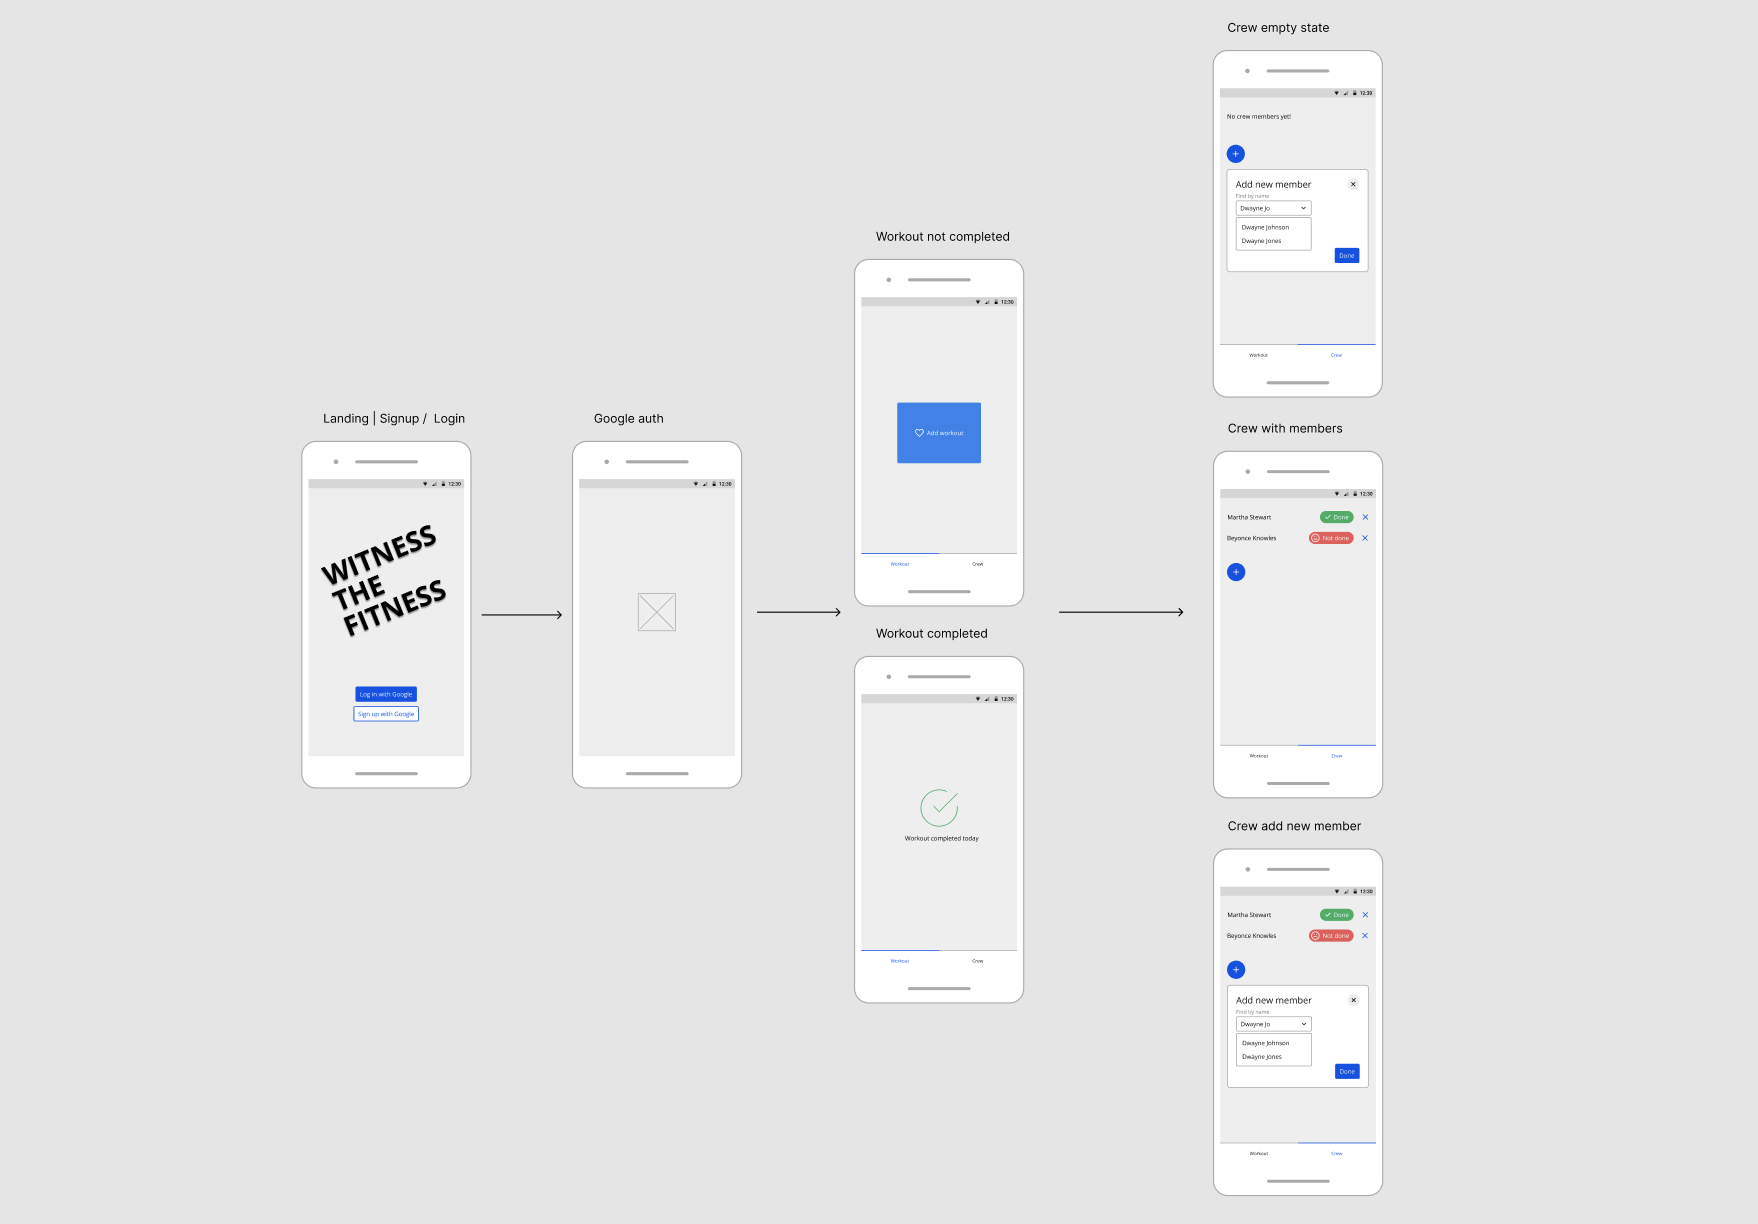 Landing | Signup / Login
12:30
WITNESS
THE
FITNESS
Log in with Google
Sign up with Google
Google auth
12:30
Workout not completed
12:30
Add workout
Workout Crew
Workout completed
12:30
Workout completed today
Workout Crew
Crew empty state
12:30
No crew members yet!
Add new member
Find by name
Dwayne Jo
Dwayne Johnson
Dwayne Jones
Done
Workout Crew
Crew with members
12:30
Martha Stewart Done
Beyonce Knowles Not done
Workout Crew
Crew add new member
12:30
Martha Stewart Done
Beyonce Knowles Not done
Add new member
Find by name
Dwayne Jo
Dwayne Johnson
Dwayne Jones
Done
Workout Crew